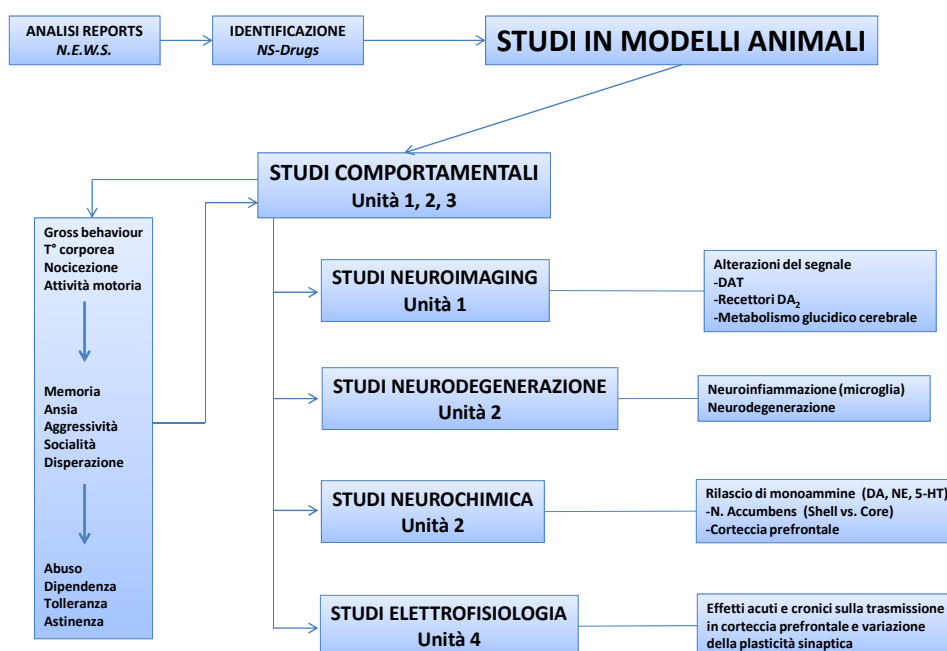 ANALISI REPORTS
N.E.W.S.
IDENTIFICAZIONE
NS-Drugs
STUDI IN MODELLI ANIMALI
STUDI COMPORTAMENTALI
Unità 1, 2, 3
Gross behaviour
T° corporea
Nocicezione
Attività motoria
Memoria
Ansia
Aggressività
Socialità
Disperazione
Abuso
Dipendenza
Tolleranza
Astinenza
STUDI NEUROIMAGING
Unità 1
Alterazioni del segnale
-DAT
-Recettori DA₂
-Metabolismo glucidico cerebrale
STUDI NEURODEGENERAZIONE
Unità 2
Neuroinfiammazione (microglia)
Neurodegenerazione
STUDI NEUROCHIMICA
Unità 2
Rilascio di monoammine (DA, NE, 5-HT)
-N. Accumbens (Shell vs. Core)
-Corteccia prefrontale
STUDI ELETTROFISIOLOGIA
Unità 4
Effetti acuti e cronici sulla trasmissione
in corteccia prefrontale e variazione
della plasticità sinaptica